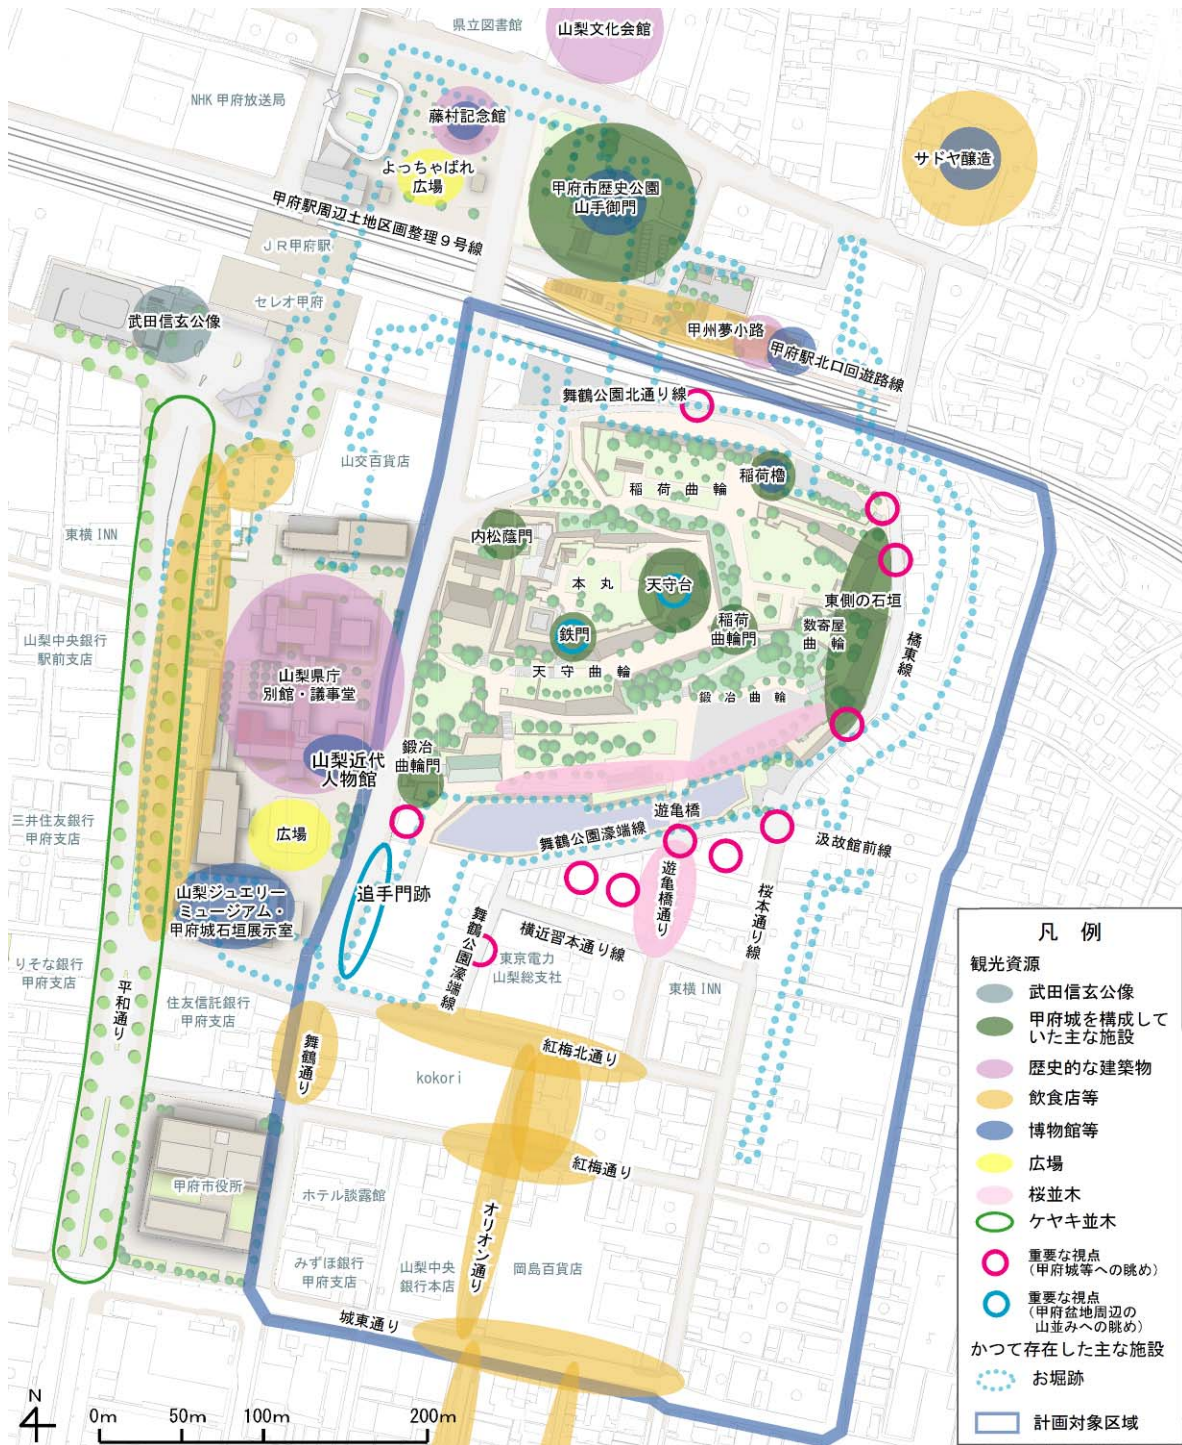 県立図書館
山梨文化会館
NHK 甲府放送局
藤村記念館
よっちゃばれ
広場
サドヤ醸造
甲府市歴史公園
山手御門
甲府駅周辺土地区画整理９号線
ＪＲ甲府駅
セレオ甲府
武田信玄公像
甲州夢小路
甲府駅北口回遊路線
舞鶴公園北通り線
山交百貨店
稲荷櫓
稲荷曲輪
東横 INN
内松蔭門
本丸
天守台
東側の石垣
稲荷
曲輪門
数寄屋
曲輪
鉄門
橘東線
山梨中央銀行
駅前支店
天守曲輪
山梨県庁
別館・議事堂
鍛冶曲輪
山梨近代
人物館
鍛冶
曲輪門
遊亀橋
三井住友銀行
甲府支店
広場
舞鶴公園濠端線
汲故館前線
山梨ジュエリー
ミュージアム・
甲府城石垣展示室
追手門跡
遊亀橋通り
桜本通り線
舞鶴公園濠端線
横近習本通り線
りそな銀行
甲府支店
東京電力
山梨総支社
東横 INN
平和通り
住友信託銀行
甲府支店
舞鶴通り
紅梅北通り
kokori
紅梅通り
甲府市役所
ホテル談露館
オリオン通り
みずほ銀行
甲府支店
山梨中央
銀行本店
岡島百貨店
城東通り
N
0m 50m 100m 200m
凡 例
観光資源
武田信玄公像
甲府城を構成して
いた主な施設
歴史的な建築物
飲食店等
博物館等
広場
桜並木
ケヤキ並木
重要な視点
（甲府城等への眺め）
重要な視点
（甲府盆地周辺の
山並みへの眺め）
かつて存在した主な施設
お堀跡
計画対象区域